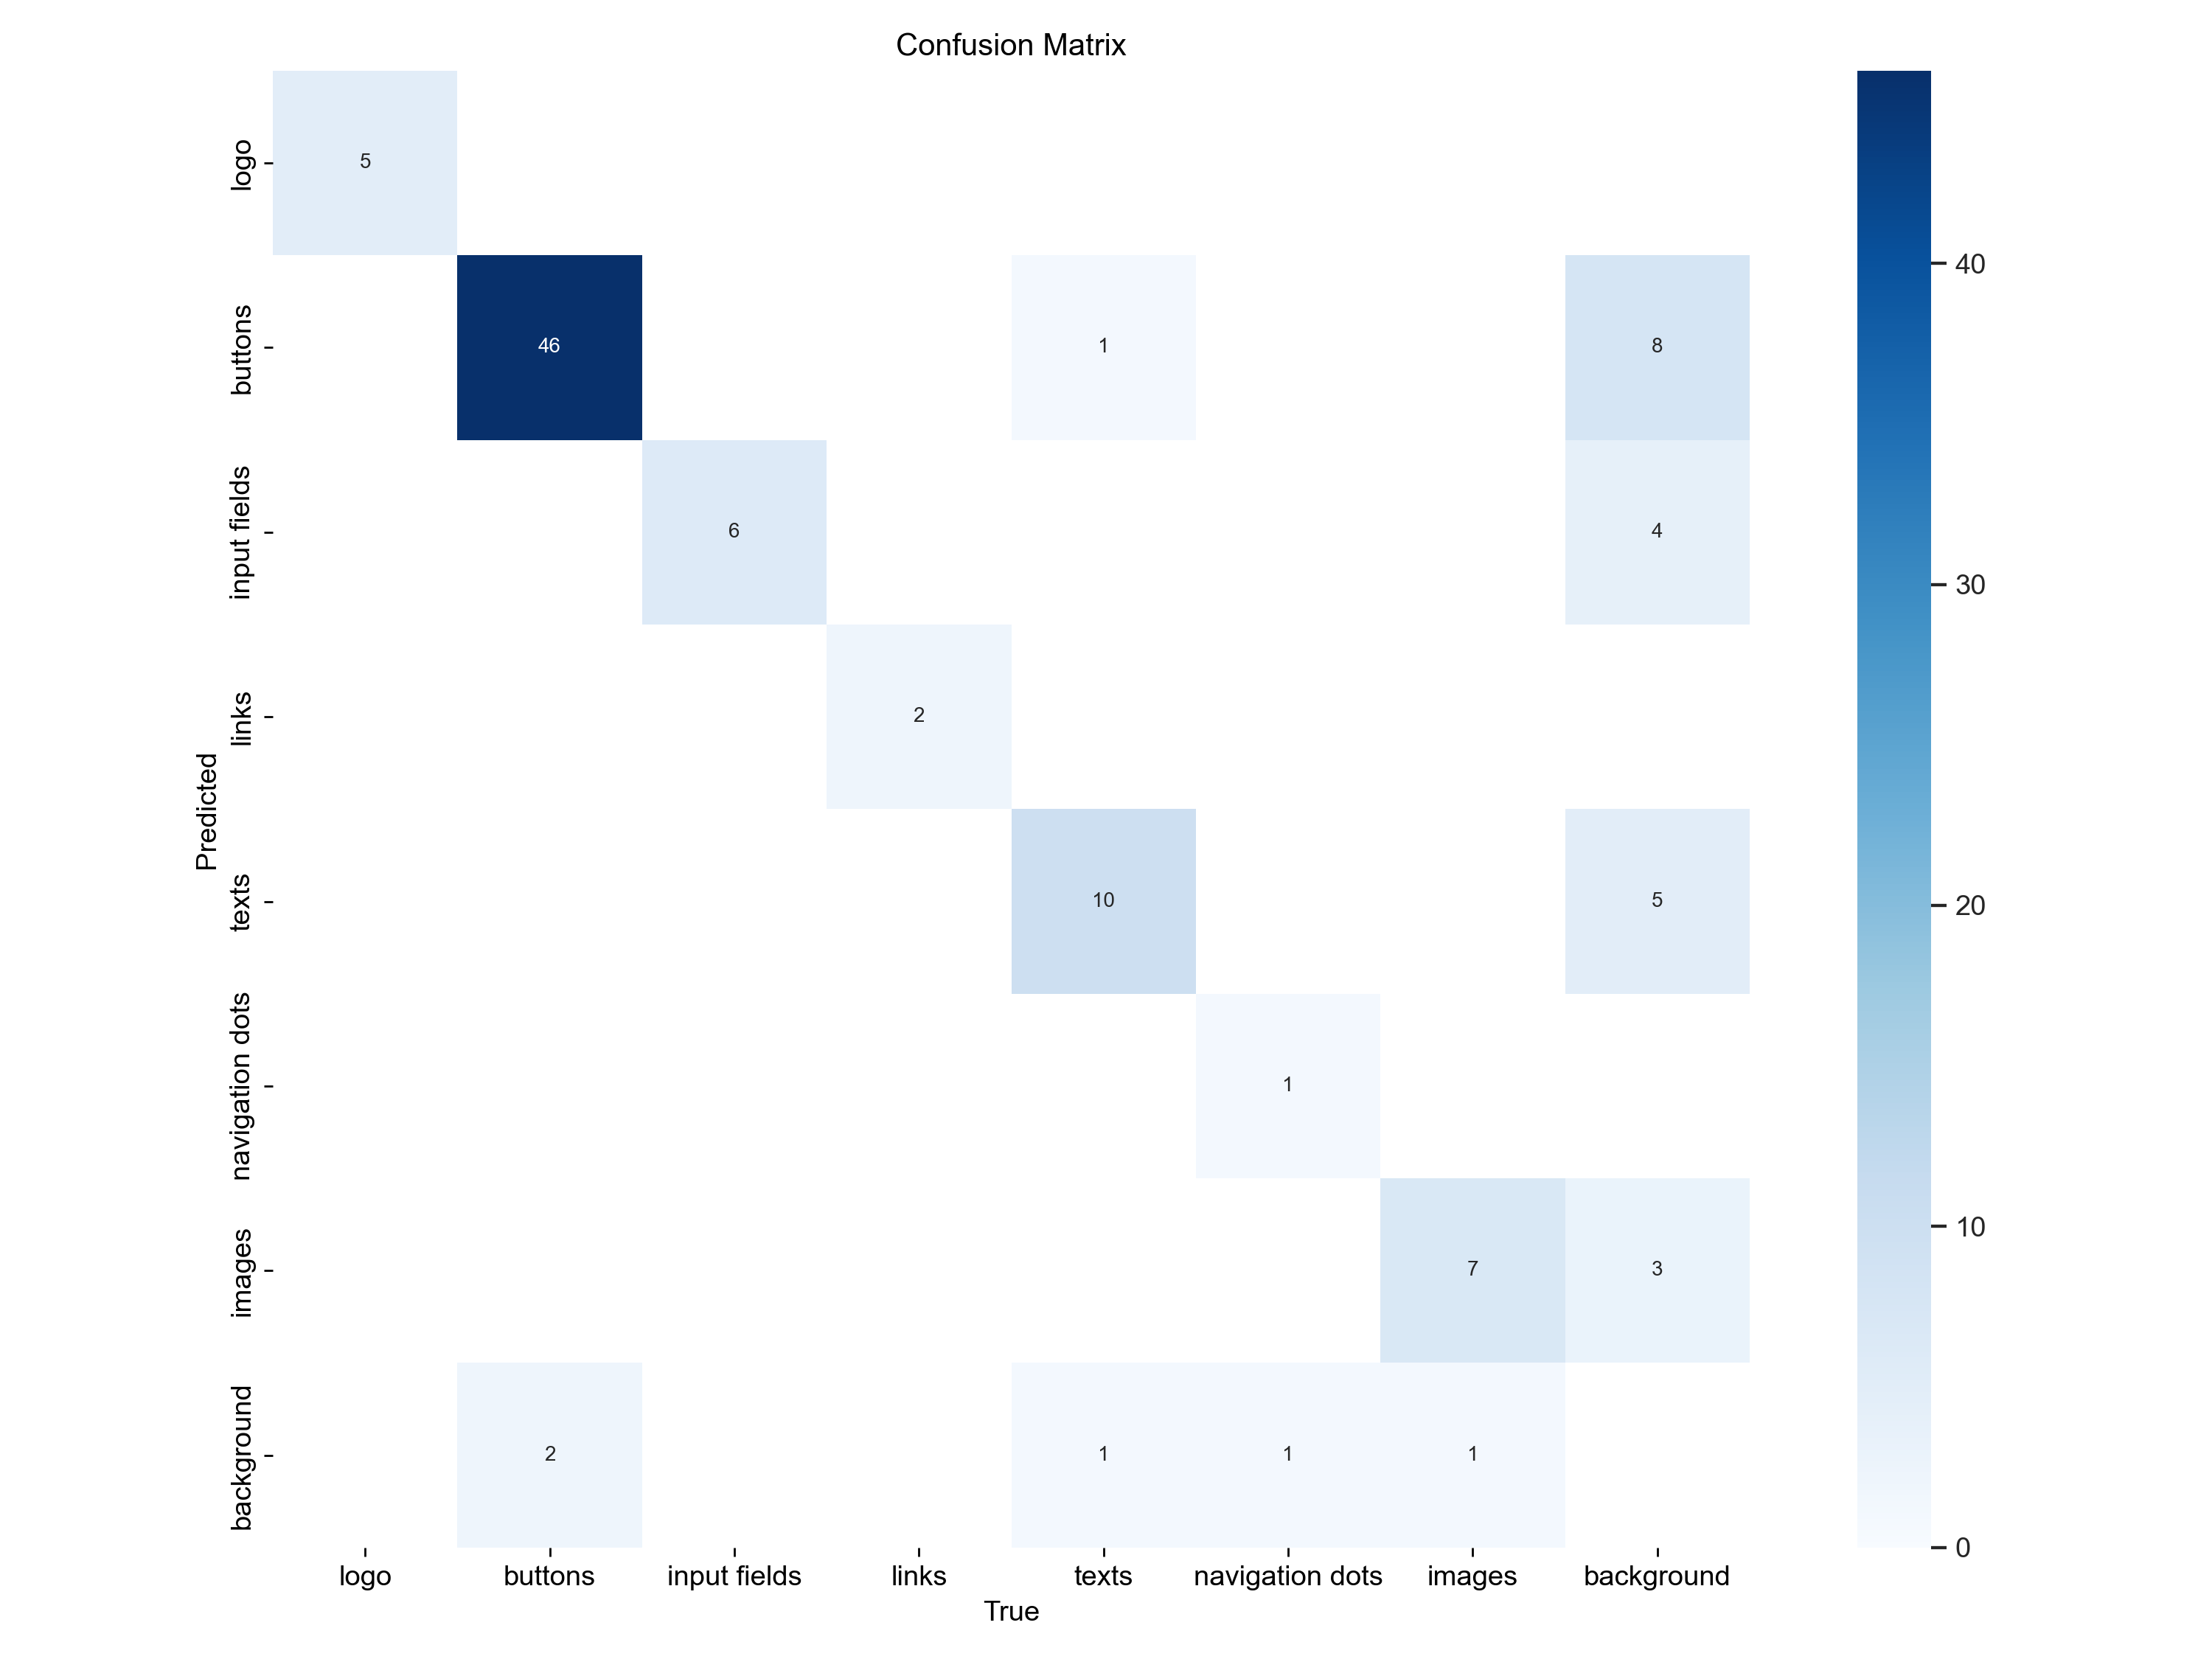 Confusion Matrix
logo
5
buttons
46
1
8
40
input fields
6
4
30
links
2
Predicted
texts
10
5
20
navigation dots
1
images
7
3
10
background
2
1
1
1
0
logo
buttons
input fields
links
texts
navigation dots
images
background
True